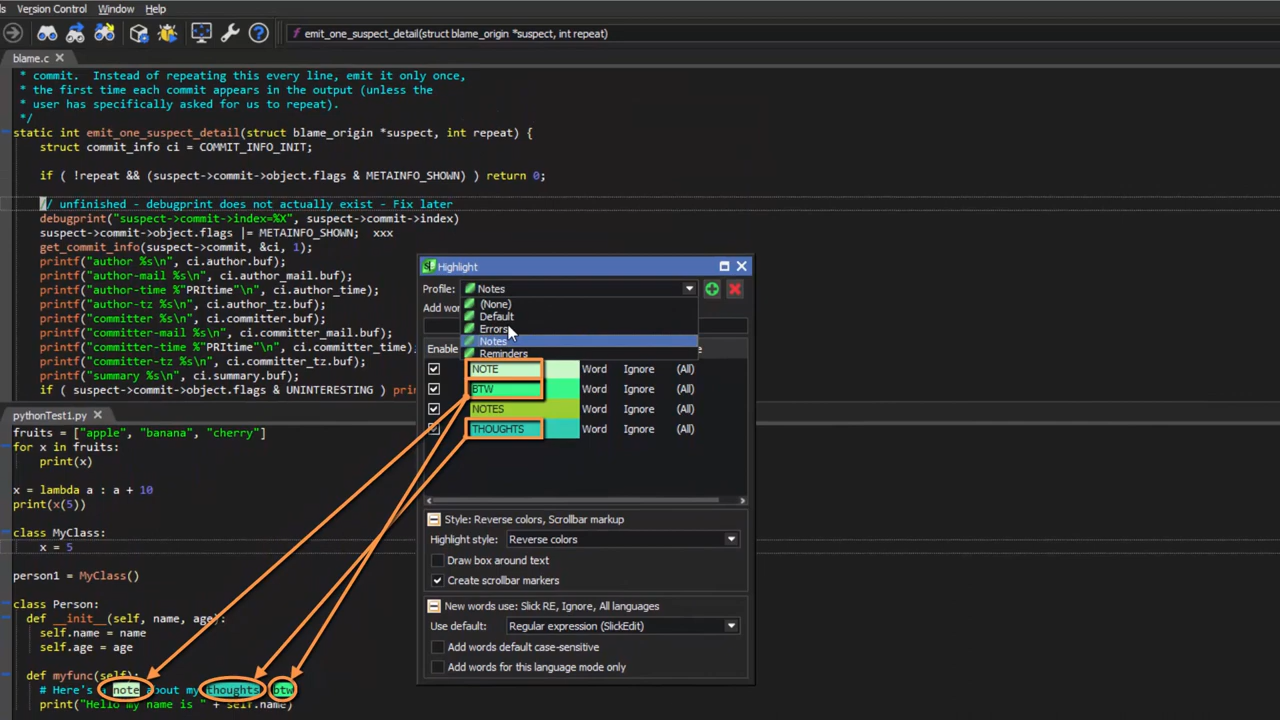 Version Control Window Help
emit_one_suspect_detail(struct blame_origin *suspect, int repeat)
blame.c
* commit.  Instead of repeating this every line, emit it only once,
* the first time each commit appears in the output (unless the
* user has specifically asked for us to repeat).
*/
static int emit_one_suspect_detail(struct blame_origin *suspect, int repeat) {
struct commit_info ci = COMMIT_INFO_INIT;
if ( !repeat && (suspect->commit->object.flags & METAINFO_SHOWN) ) return 0;
// unfinished - debugprint does not actually exist - Fix later
debugprint("suspect->commit->index=%X", suspect->commit->index)
suspect->commit->object.flags |= METAINFO_SHOWN;  xxx
get_commit_info(suspect->commit, &ci, 1);
printf("author %s\n", ci.author.buf);
printf("author-mail %s\n", ci.author_mail.buf);
printf("author-time %"PRItime"\n", ci.author_time);
printf("author-tz %s\n", ci.author_tz.buf);
printf("committer %s\n", ci.committer.buf);
printf("committer-mail %s\n", ci.committer_mail.buf);
printf("committer-time %"PRItime"\n", ci.committer_time);
printf("committer-tz %s\n", ci.committer_tz.buf);
printf("summary %s\n", ci.summary.buf);
if ( suspect->commit->object.flags & UNINTERESTING )
pythonTest1.py
fruits = ["apple", "banana", "cherry"]
for x in fruits:
print(x)
x = lambda a : a + 10
print(x(5))
class MyClass:
x = 5
person1 = MyClass()
class Person:
def __init__(self, name, age):
self.name = name
self.age = age
def myfunc(self):
# Here's a note about my thoughts btw
print("Hello my name is " + self.name)
Highlight
Profile: Notes
(None)
Default
Errors
Notes
Reminders
Enable
NOTE Word Ignore (All)
BTW Word Ignore (All)
NOTES Word Ignore (All)
THOUGHTS Word Ignore (All)
Style: Reverse colors, Scrollbar markup
Highlight style: Reverse colors
Draw box around text
Create scrollbar markers
New words use: Slick RE, Ignore, All languages
Use default: Regular expression (SlickEdit)
Add words default case-sensitive
Add words for this language mode only